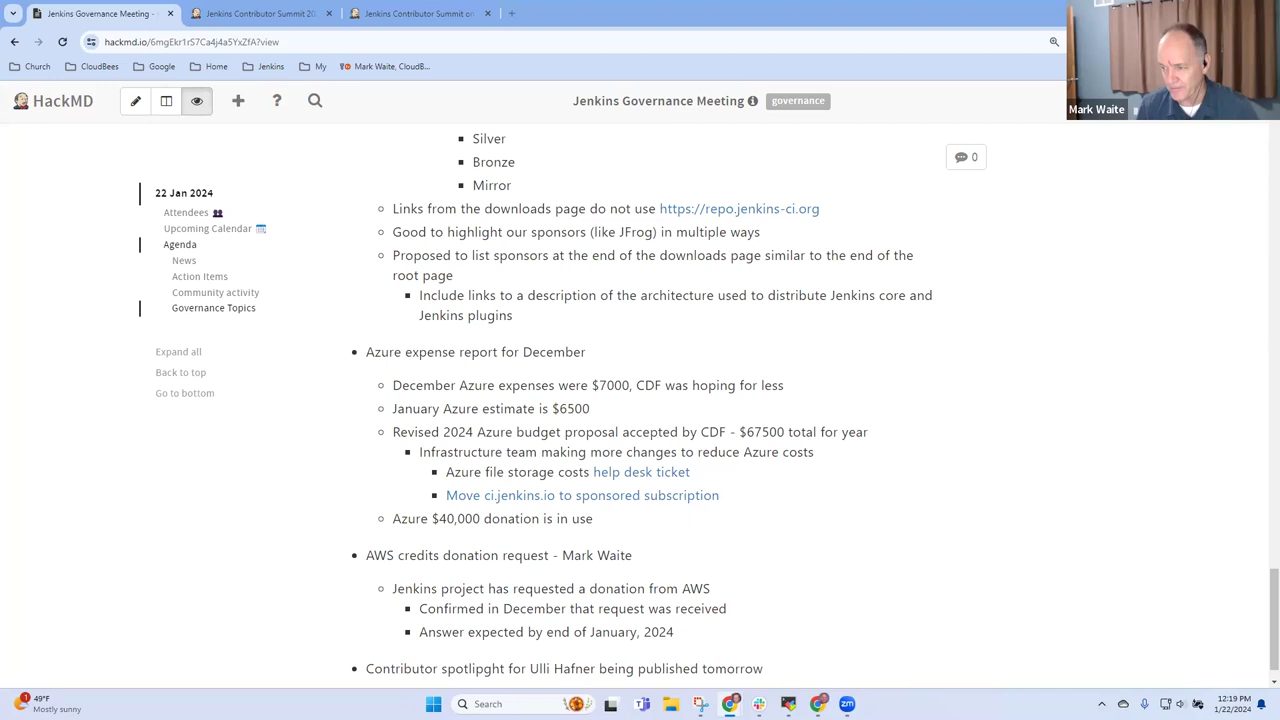 Jenkins Governance Meeting -
Jenkins Contributor Summit 20
Jenkins Contributor Summit o
hackmd.io/6mgEkr1rS7Ca4j4a5YxZfA?view
Church
CloudBees
Google
Home
Jenkins
My
Mark Waite, CloudB...
Mark Waite
HackMD
Jenkins Governance Meeting
governance
0
22 Jan 2024
Attendees
Upcoming Calendar
Agenda
News
Action Items
Community activity
Governance Topics
Expand all
Back to top
Go to bottom
Silver
Bronze
Mirror
Links from the downloads page do not use https://repo.jenkins-ci.org
Good to highlight our sponsors (like JFrog) in multiple ways
Proposed to list sponsors at the end of the downloads page similar to the end of the
root page
Include links to a description of the architecture used to distribute Jenkins core and
Jenkins plugins
Azure expense report for December
December Azure expenses were $7000, CDF was hoping for less
January Azure estimate is $6500
Revised 2024 Azure budget proposal accepted by CDF - $67500 total for year
Infrastructure team making more changes to reduce Azure costs
Azure file storage costs help desk ticket
Move ci.jenkins.io to sponsored subscription
Azure $40,000 donation is in use
AWS credits donation request - Mark Waite
Jenkins project has requested a donation from AWS
Confirmed in December that request was received
Answer expected by end of January, 2024
Contributor spotlipght for Ulli Hafner being published tomorrow
1
49°F
Mostly sunny
Search
zm
12:19 PM
1/22/2024